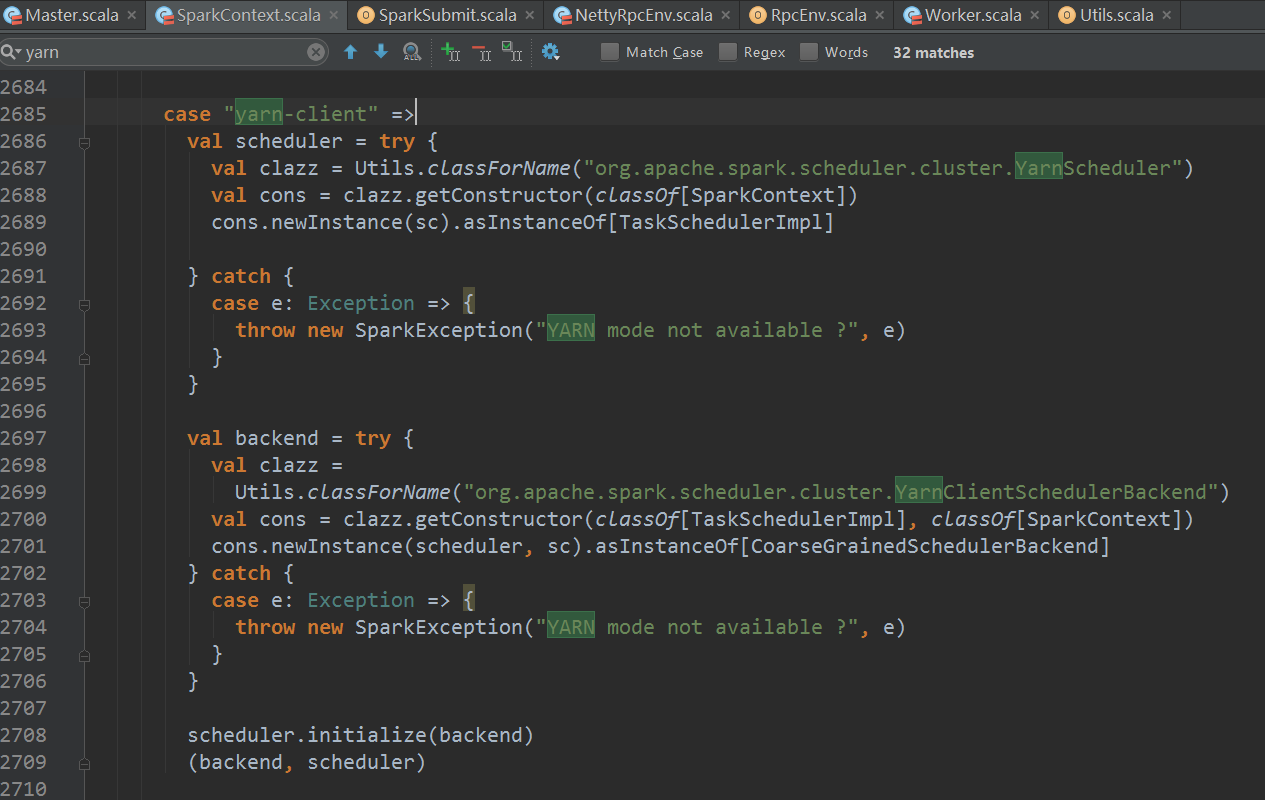 Master.scala SparkContext.scala SparkSubmit.scala NettyRpcEnv.scala RpcEnv.scala Worker.scala Utils.scala
yarn Match Case Regex Words 32 matches
2684
2685 case "yarn-client" =>
2686 val scheduler = try {
2687 val clazz = Utils.classForName("org.apache.spark.scheduler.cluster.YarnScheduler")
2688 val cons = clazz.getConstructor(classOf[SparkContext])
2689 cons.newInstance(sc).asInstanceOf[TaskSchedulerImpl]
2690
2691 } catch {
2692 case e: Exception => {
2693 throw new SparkException("YARN mode not available ?", e)
2694 }
2695 }
2696
2697 val backend = try {
2698 val clazz =
2699 Utils.classForName("org.apache.spark.scheduler.cluster.YarnClientSchedulerBackend")
2700 val cons = clazz.getConstructor(classOf[TaskSchedulerImpl], classOf[SparkContext])
2701 cons.newInstance(scheduler, sc).asInstanceOf[CoarseGrainedSchedulerBackend]
2702 } catch {
2703 case e: Exception => {
2704 throw new SparkException("YARN mode not available ?", e)
2705 }
2706 }
2707
2708 scheduler.initialize(backend)
2709 (backend, scheduler)
2710